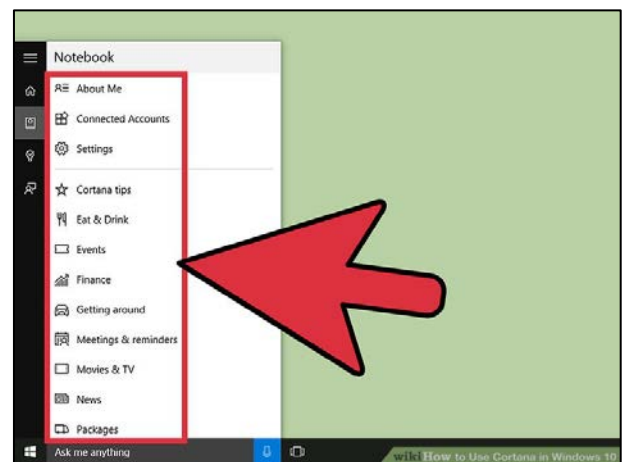 Notebook
About Me
Connected Accounts
Settings
Cortana tips
Eat & Drink
Events
Finance
Getting around
Meetings & reminders
Movies & TV
News
Packages
Ask me anything
wikiHow to Use Cortana in Windows 10